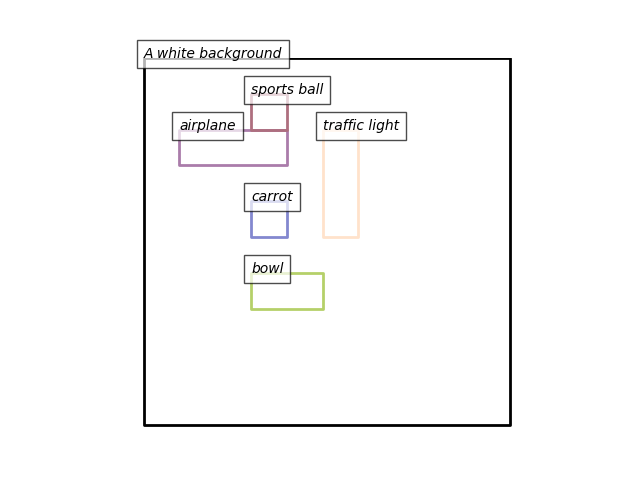 A white background
sports ball
airplane
traffic light
carrot
bowl